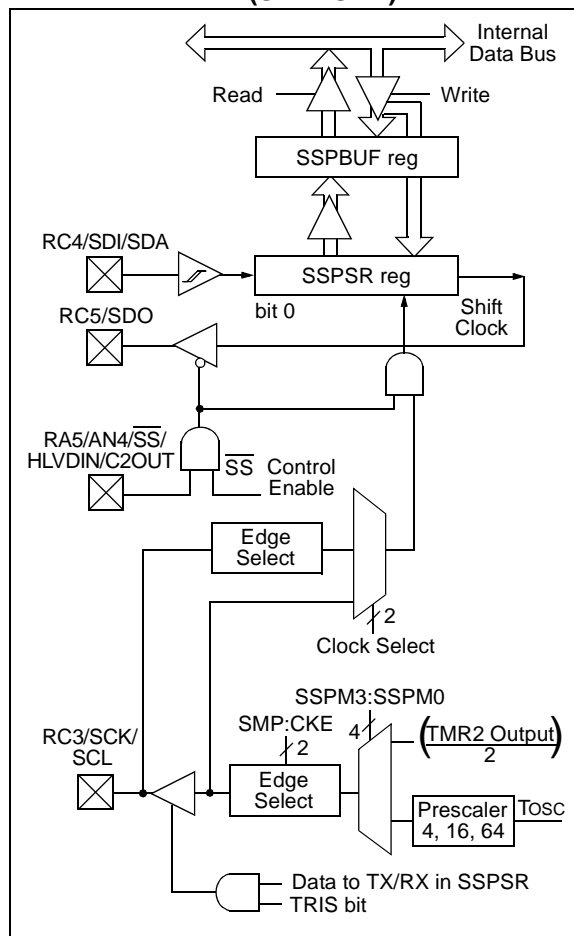 Internal
Data Bus
Read
Write
SSPBUF reg
RC4/SDI/SDA
SSPSR reg
bit 0
Shift
Clock
RC5/SDO
RA5/AN4/SS/
HLVDIN/C2OUT
SS
Control
Enable
Edge
Select
2
Clock Select
SSPM3:SSPM0
SMP:CKE
4
2
(TMR2 Output)
2
RC3/SCK/
SCL
Edge
Select
Prescaler
4, 16, 64
TOSC
Data to TX/RX in SSPSR
TRIS bit